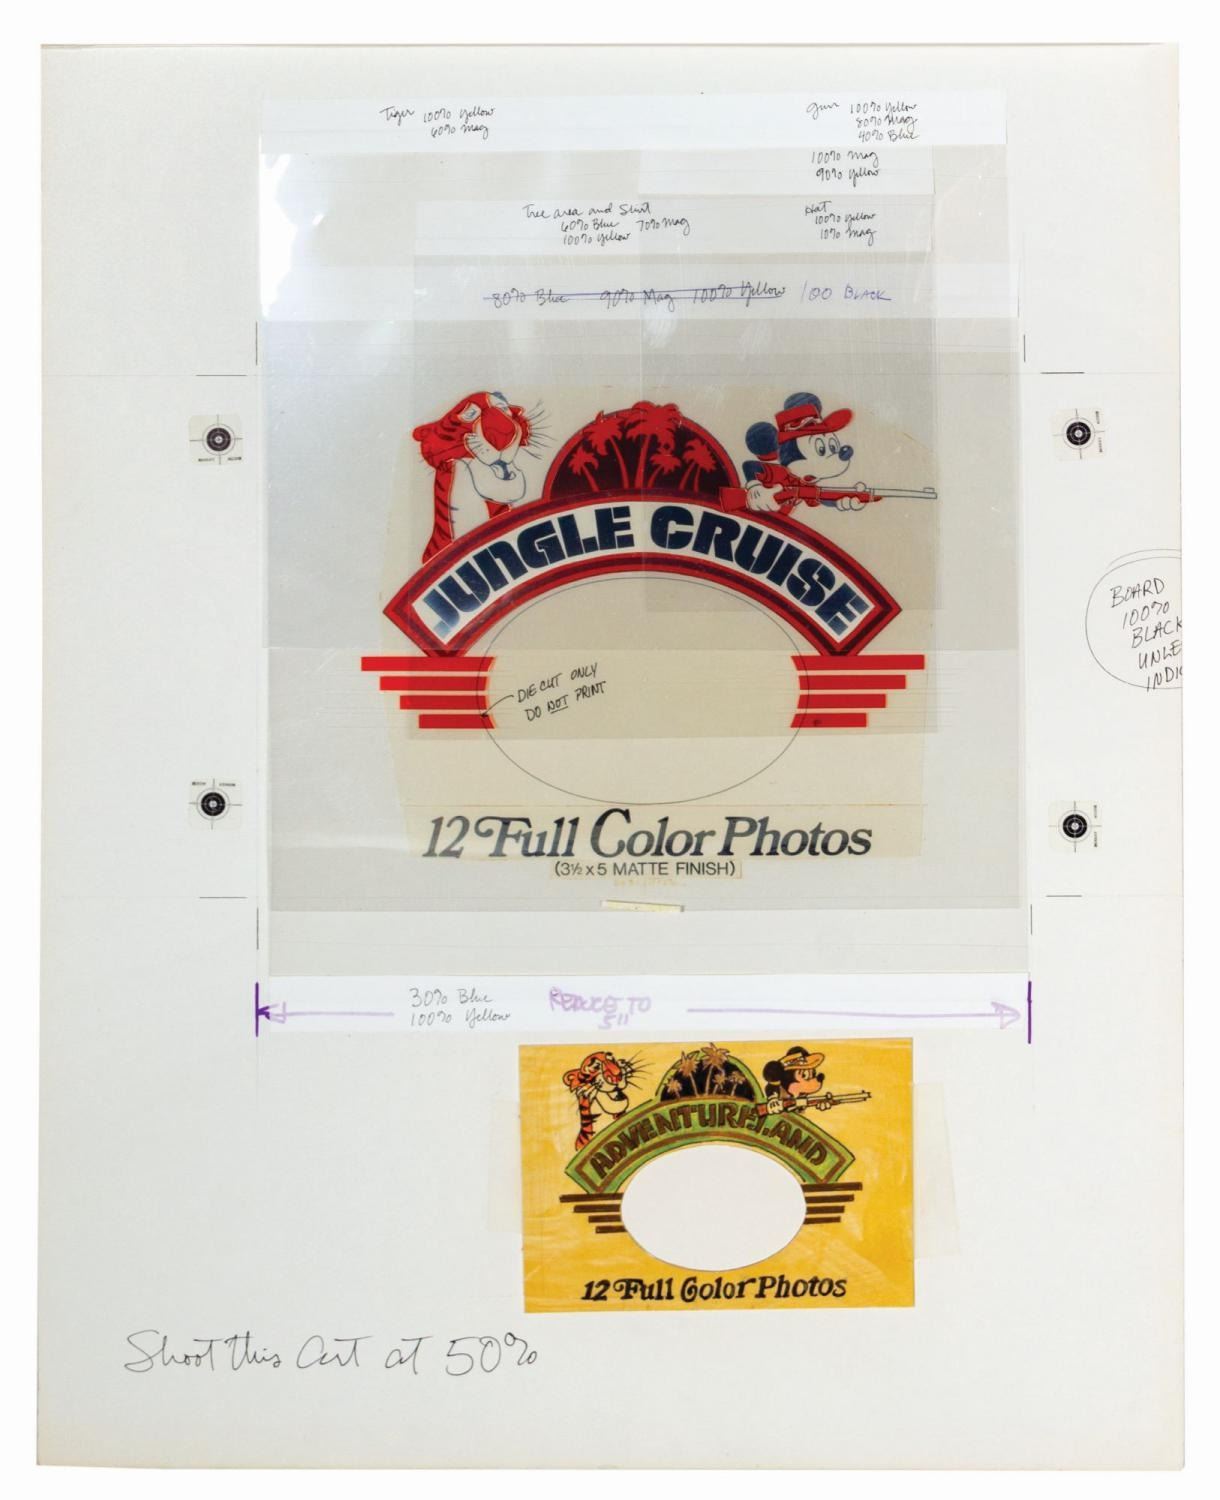 Tiger 100% Yellow
60% Mag
Gun 100% Yellow
80% Mag
40% Blue
100% Mag
90% Yellow
Tree area and Shirt
60% Blue 70% Mag
100% Yellow
Hat
100% Yellow
10% Mag
80% Blue 90% Mag 100% Yellow 100 BLACK
JUNGLE CRUISE
BOARD
100%
BLACK
UNLE
INDI
DIE CUT ONLY
DO NOT PRINT
12 Full Color Photos
(3½ x 5 MATTE FINISH)
30% Blue
100% Yellow
REDUCE TO
5"
ADVENTURELAND
12 Full Color Photos
Shoot this Art at 50%